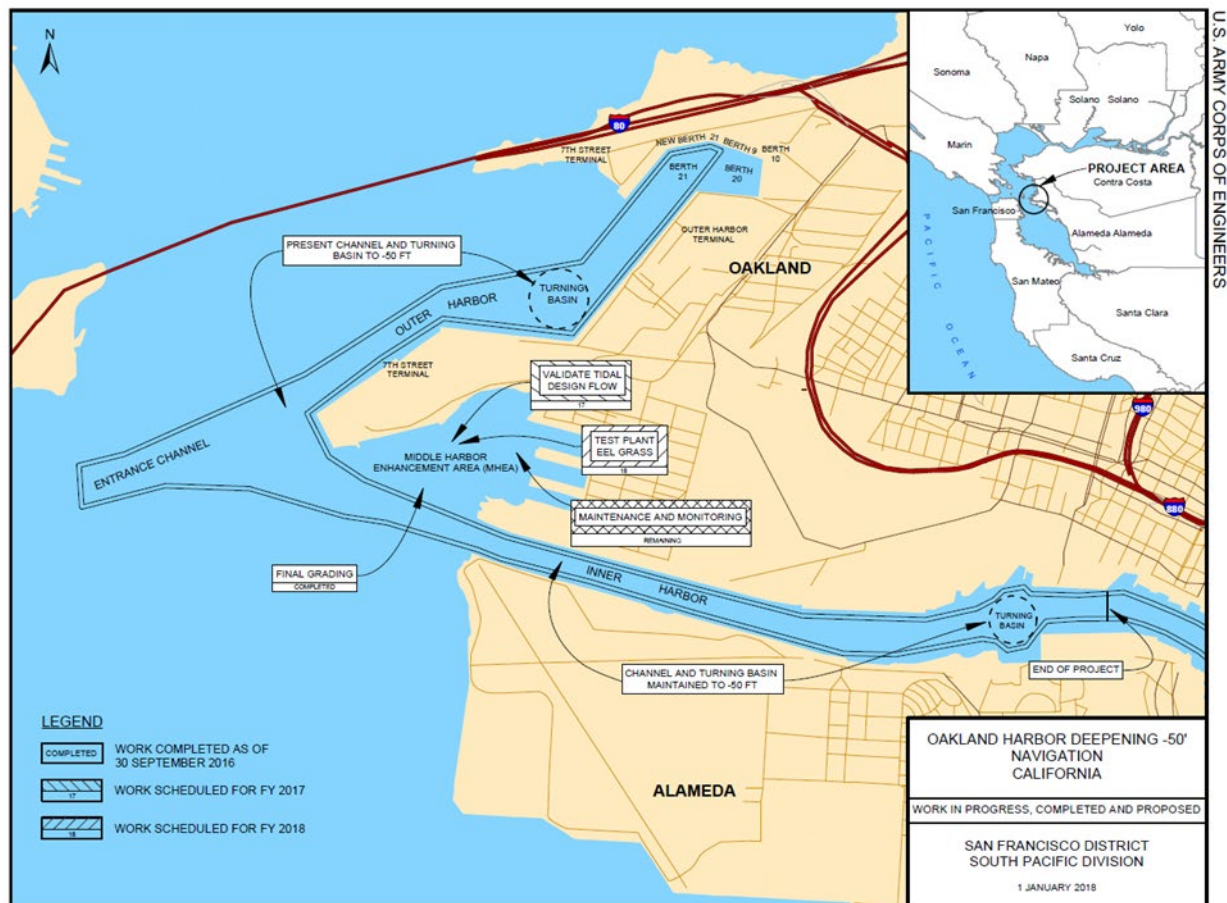 U.S. ARMY CORPS OF ENGINEERS
N
80
7TH STREET
TERMINAL
NEW BERTH 21
BERTH 9
BERTH
10
BERTH
21
BERTH
20
OUTER HARBOR
TERMINAL
OAKLAND
PRESENT CHANNEL AND TURNING
BASIN TO -50 FT
TURNING
BASIN
OUTER HARBOR
7TH STREET
TERMINAL
ENTRANCE CHANNEL
VALIDATE TIDAL
DESIGN FLOW
17
TEST PLANT
EEL GRASS
18
MIDDLE HARBOR
ENHANCEMENT AREA (MHEA)
MAINTENANCE AND MONITORING
REMAINING
FINAL GRADING
COMPLETED
INNER HARBOR
TURNING
BASIN
CHANNEL AND TURNING BASIN
MAINTAINED TO -50 FT
END OF PROJECT
980
880
ALAMEDA
Yolo
Napa
Sonoma
Solano Solano
Marin
PROJECT AREA
Contra Costa
San Francisco
Alameda Alameda
San Mateo
Santa Clara
Santa Cruz
PACIFIC OCEAN
LEGEND
COMPLETED
WORK COMPLETED AS OF
30 SEPTEMBER 2016
17
WORK SCHEDULED FOR FY 2017
18
WORK SCHEDULED FOR FY 2018
OAKLAND HARBOR DEEPENING -50'
NAVIGATION
CALIFORNIA
WORK IN PROGRESS, COMPLETED AND PROPOSED
SAN FRANCISCO DISTRICT
SOUTH PACIFIC DIVISION
1 JANUARY 2018